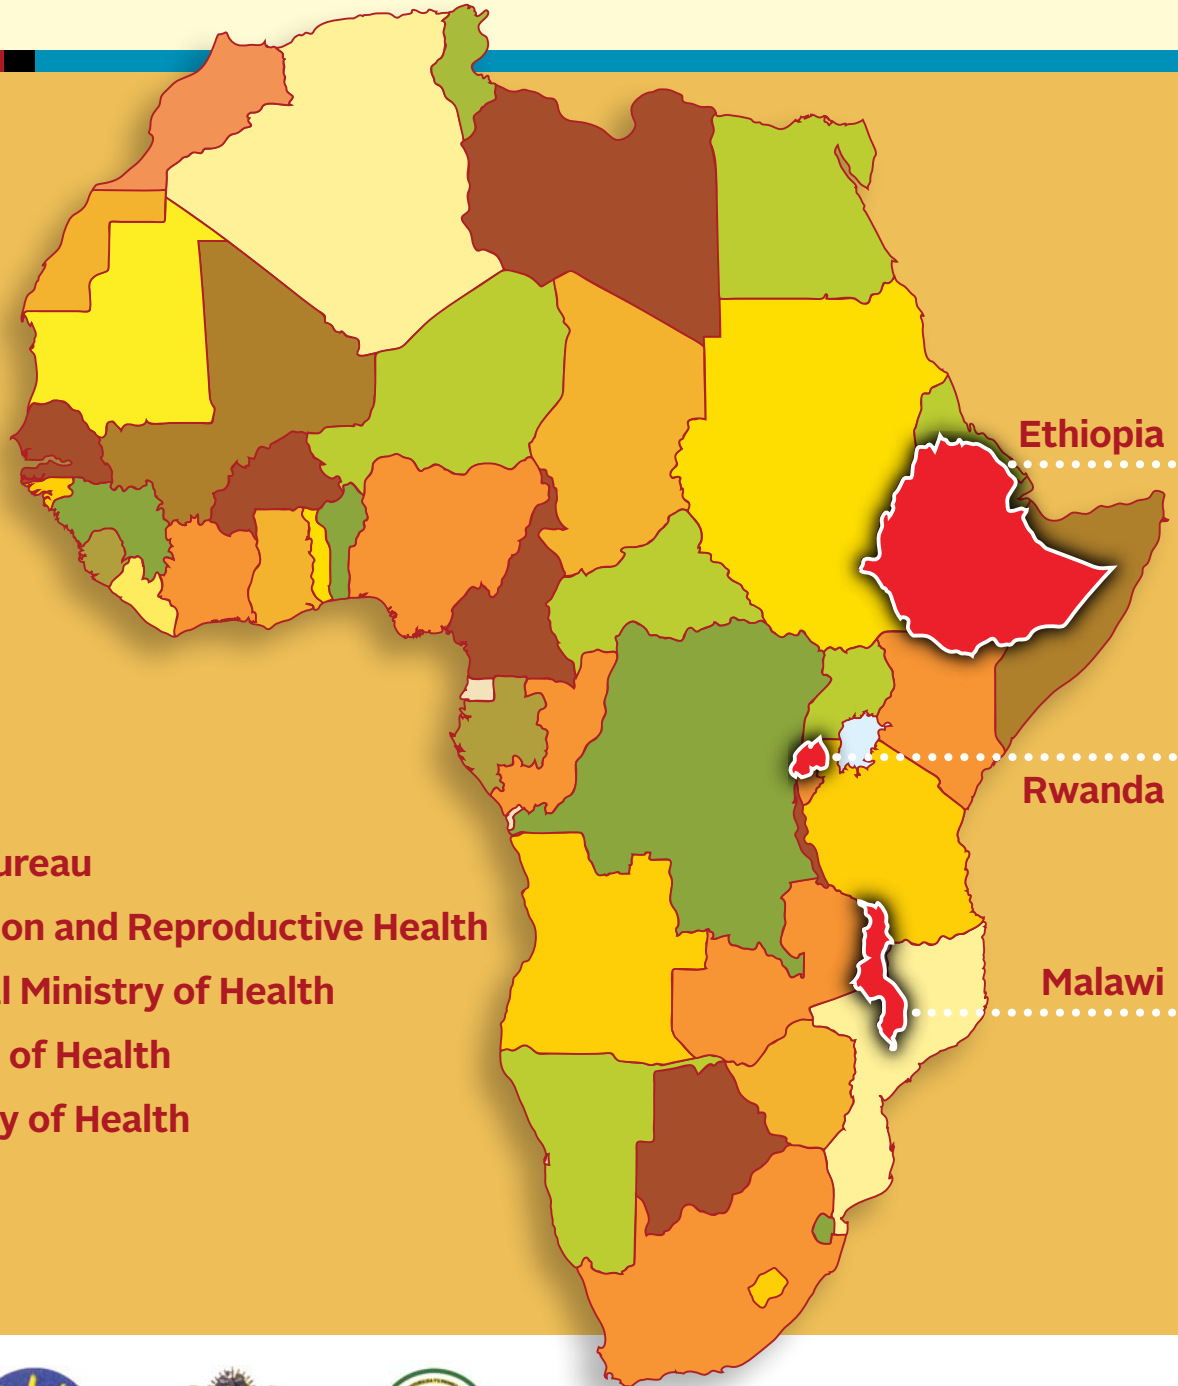 Ethiopia
Rwanda
ureau
on and Reproductive Health
l Ministry of Health
Malawi
of Health
y of Health